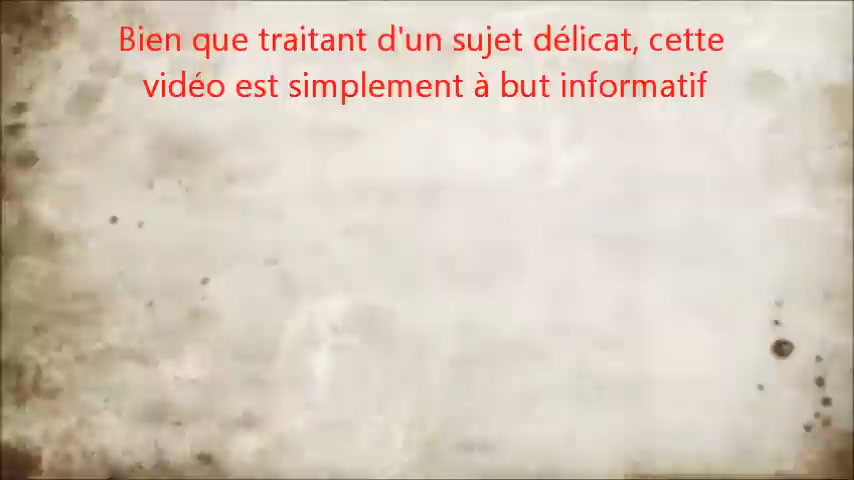 Bien que traitant d'un sujet délicat, cette
vidéo est simplement à but informatif